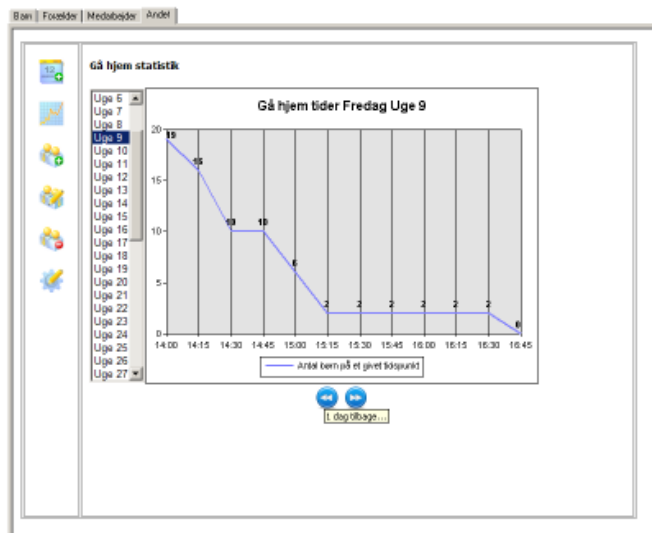 Barn
Forælder
Medarbejder
Andet
12
Gå hjem statistik
Uge 6
Uge 7
Uge 8
Uge 9
Uge 10
Uge 11
Uge 12
Uge 13
Uge 14
Uge 15
Uge 16
Uge 17
Uge 18
Uge 19
Uge 20
Uge 21
Uge 22
Uge 23
Uge 24
Uge 25
Uge 26
Uge 27
Gå hjem tider Fredag Uge 9
20
15
10
5
0
19
16
10
10
6
2
2
2
2
2
2
0
14:00 14:15 14:30 14:45 15:00 15:15 15:30 15:45 16:00 16:15 16:30 16:45
Antal børn på et givet tidspunkt
1. dag tilbage...